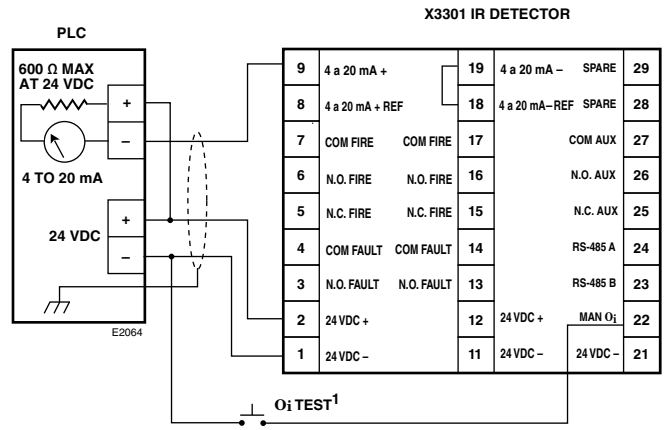 X3301 IR DETECTOR
PLC
600 Ω MAX
AT 24 VDC
+
−
4 TO 20 mA
24 VDC
+
−
E2064
9 4 a 20 mA + 19 4 a 20 mA – SPARE 29
8 4 a 20 mA + REF 18 4 a 20 mA–REF SPARE 28
7 COM FIRE COM FIRE 17 COM AUX 27
6 N.O. FIRE N.O. FIRE 16 N.O. AUX 26
5 N.C. FIRE N.C. FIRE 15 N.C. AUX 25
4 COM FAULT COM FAULT 14 RS-485 A 24
3 N.O. FAULT N.O. FAULT 13 RS-485 B 23
2 24 VDC + 12 24 VDC + MAN Oi 22
1 24 VDC – 11 24 VDC – 24 VDC – 21
Oi TEST1